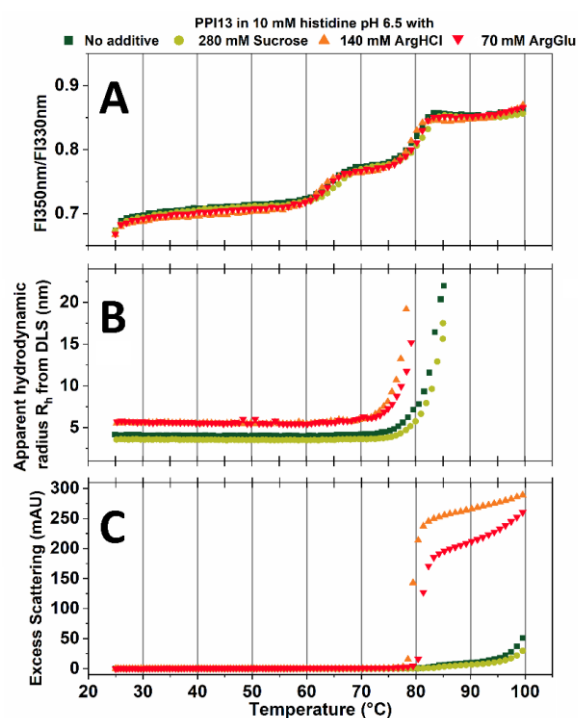 PPI13 in 10 mM histidine pH 6.5 with
No additive 280 mM Sucrose 140 mM ArgHCl 70 mM ArgGlu
A
FI350nm/FI330nm
0.9
0.8
0.7
B
Apparent hydrodynamic
radius Rh from DLS (nm)
20
15
10
5
C
Excess Scattering (mAU)
300
250
200
150
100
50
0
20 30 40 50 60 70 80 90 100
Temperature (°C)